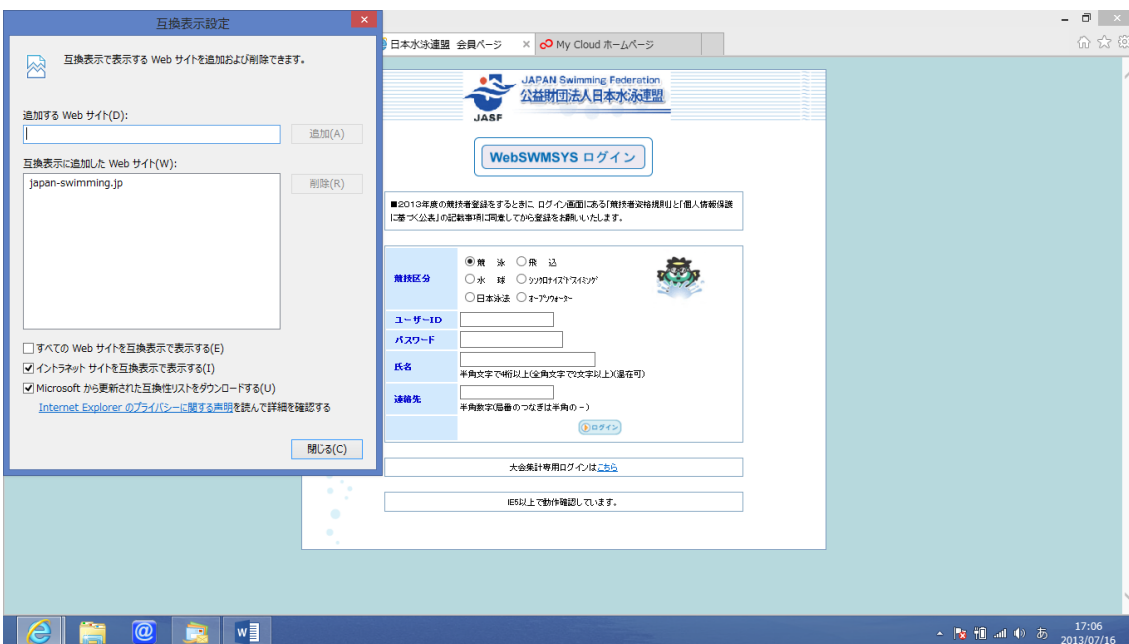 互換表示設定
互換表示で表示する Web サイトを追加および削除できます。
追加する Web サイト(D):
追加(A)
互換表示に追加した Web サイト(W):
japan-swimming.jp
削除(R)
すべての Web サイトを互換表示で表示する(E)
イントラネット サイトを互換表示で表示する(I)
Microsoft から更新された互換性リストをダウンロードする(U)
Internet Explorer のプライバシーに関する声明を読んで詳細を確認する
閉じる(C)
日本水泳連盟 会員ページ
My Cloud ホームページ
JAPAN Swimming Federation
公益財団法人日本水泳連盟
JASF
WebSWMSYS ログイン
■2013年度の競技者登録をするときに、ログイン画面にある「競技者資格規則」と「個人情報保護
に基づく公表」の記載事項に同意してから登録をお願いいたします。
競技区分
競 泳 飛 込
水 球 ｼﾝｸﾛﾅｲｽﾞﾄﾞｽｲﾐﾝｸﾞ
日本泳法 ｵｰﾌﾟﾝｳｫｰﾀｰ
ユーザーID
パスワード
氏名
半角文字で4桁以上(全角文字で2文字以上)(混在可)
連絡先
半角数字(局番のつなぎは半角の－)
ログイン
大会集計専用ログインはこちら
IE5以上で動作確認しています。
あ
17:06
2013/07/16